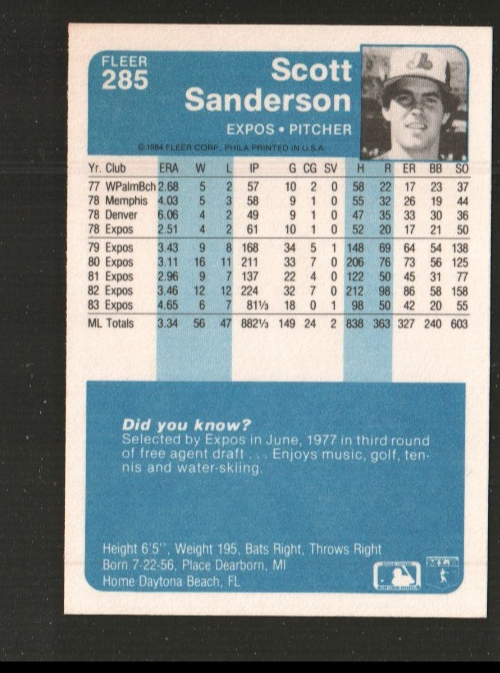 FLEER
285
Scott
Sanderson
EXPOS • PITCHER
© 1984 FLEER CORP., PHILA. PRINTED IN U.S.A.
Yr. Club ERA W L IP G CG SV H R ER BB SO
77 WPalmBch 2.68 5 2 57 10 2 0 58 22 17 23 37
78 Memphis 4.03 5 3 58 9 1 0 55 32 26 19 44
78 Denver 6.06 4 2 49 9 1 0 47 35 33 30 36
78 Expos 2.51 4 2 61 10 1 0 52 20 17 21 50
79 Expos 3.43 9 8 168 34 5 1 148 69 64 54 138
80 Expos 3.11 16 11 211 33 7 0 206 76 73 56 125
81 Expos 2.96 9 7 137 22 4 0 122 50 45 31 77
82 Expos 3.46 12 12 224 32 7 0 212 98 86 58 158
83 Expos 4.65 6 7 81⅓ 18 0 1 98 50 42 20 55
ML Totals 3.34 56 47 882⅓ 149 24 2 838 363 327 240 603
Did you know?
Selected by Expos in June, 1977 in third round
of free agent draft . . . Enjoys music, golf, ten-
nis and water-skiing.
Height 6'5'', Weight 195, Bats Right, Throws Right
Born 7-22-56, Place Dearborn, MI
Home Daytona Beach, FL